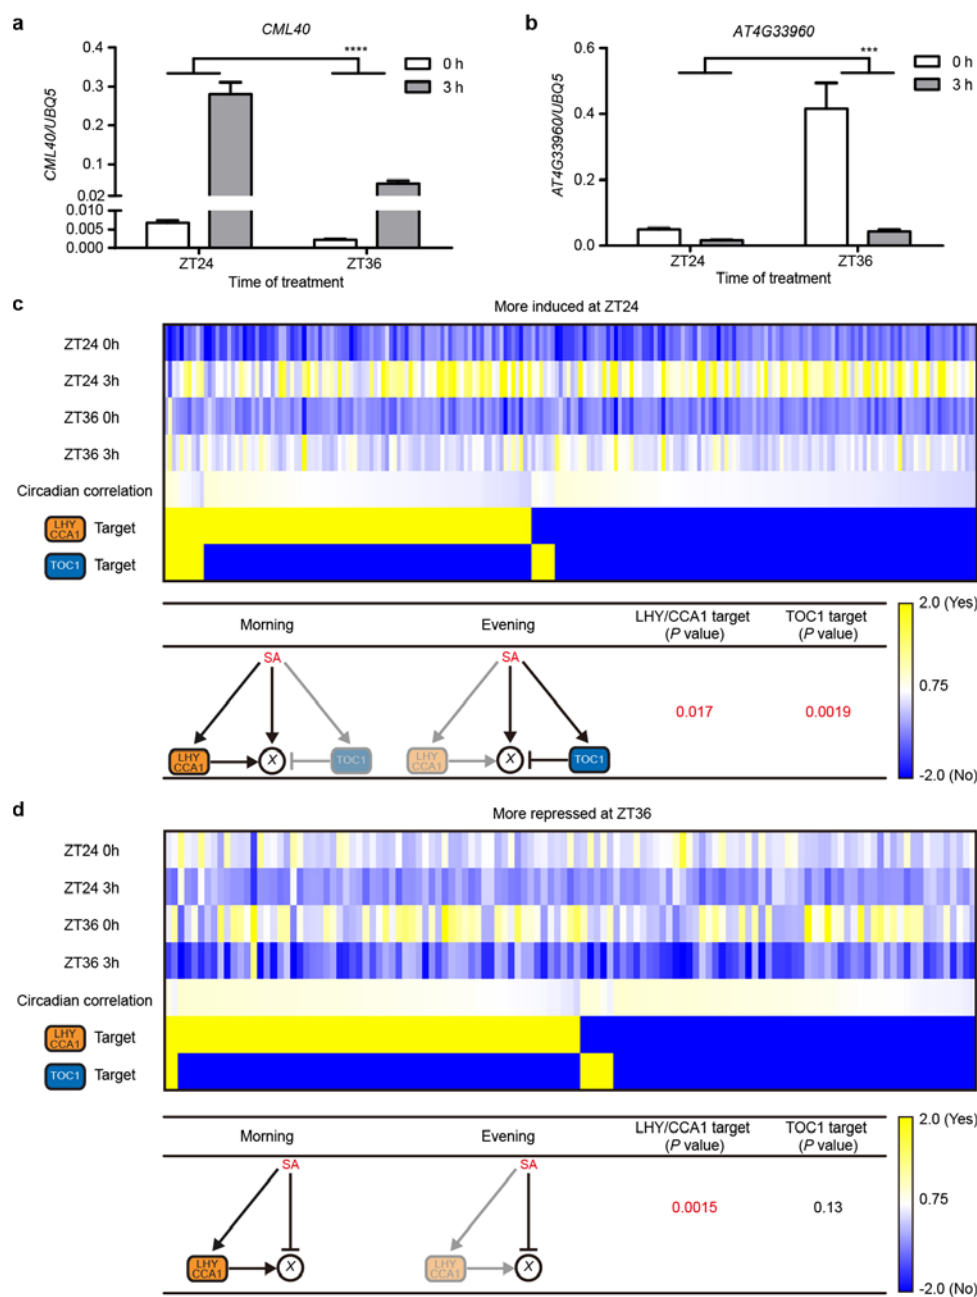 a
CML40
****
0 h
3 h
CML40/UBQ5
0.4
0.3
0.2
0.1
0.02
0.010
0.005
0.000
ZT24
ZT36
Time of treatment
b
AT4G33960
***
0 h
3 h
AT4G33960/UBQ5
0.6
0.4
0.2
0.0
ZT24
ZT36
Time of treatment
c
More induced at ZT24
ZT24 0h
ZT24 3h
ZT36 0h
ZT36 3h
Circadian correlation
LHY
CCA1
Target
TOC1
Target
Morning
Evening
LHY/CCA1 target
(P value)
TOC1 target
(P value)
SA
LHY
CCA1
X
TOC1
SA
LHY
CCA1
X
TOC1
0.017
0.0019
2.0 (Yes)
0.75
-2.0 (No)
d
More repressed at ZT36
ZT24 0h
ZT24 3h
ZT36 0h
ZT36 3h
Circadian correlation
LHY
CCA1
Target
TOC1
Target
Morning
Evening
LHY/CCA1 target
(P value)
TOC1 target
(P value)
SA
LHY
CCA1
X
SA
LHY
CCA1
X
0.0015
0.13
2.0 (Yes)
0.75
-2.0 (No)